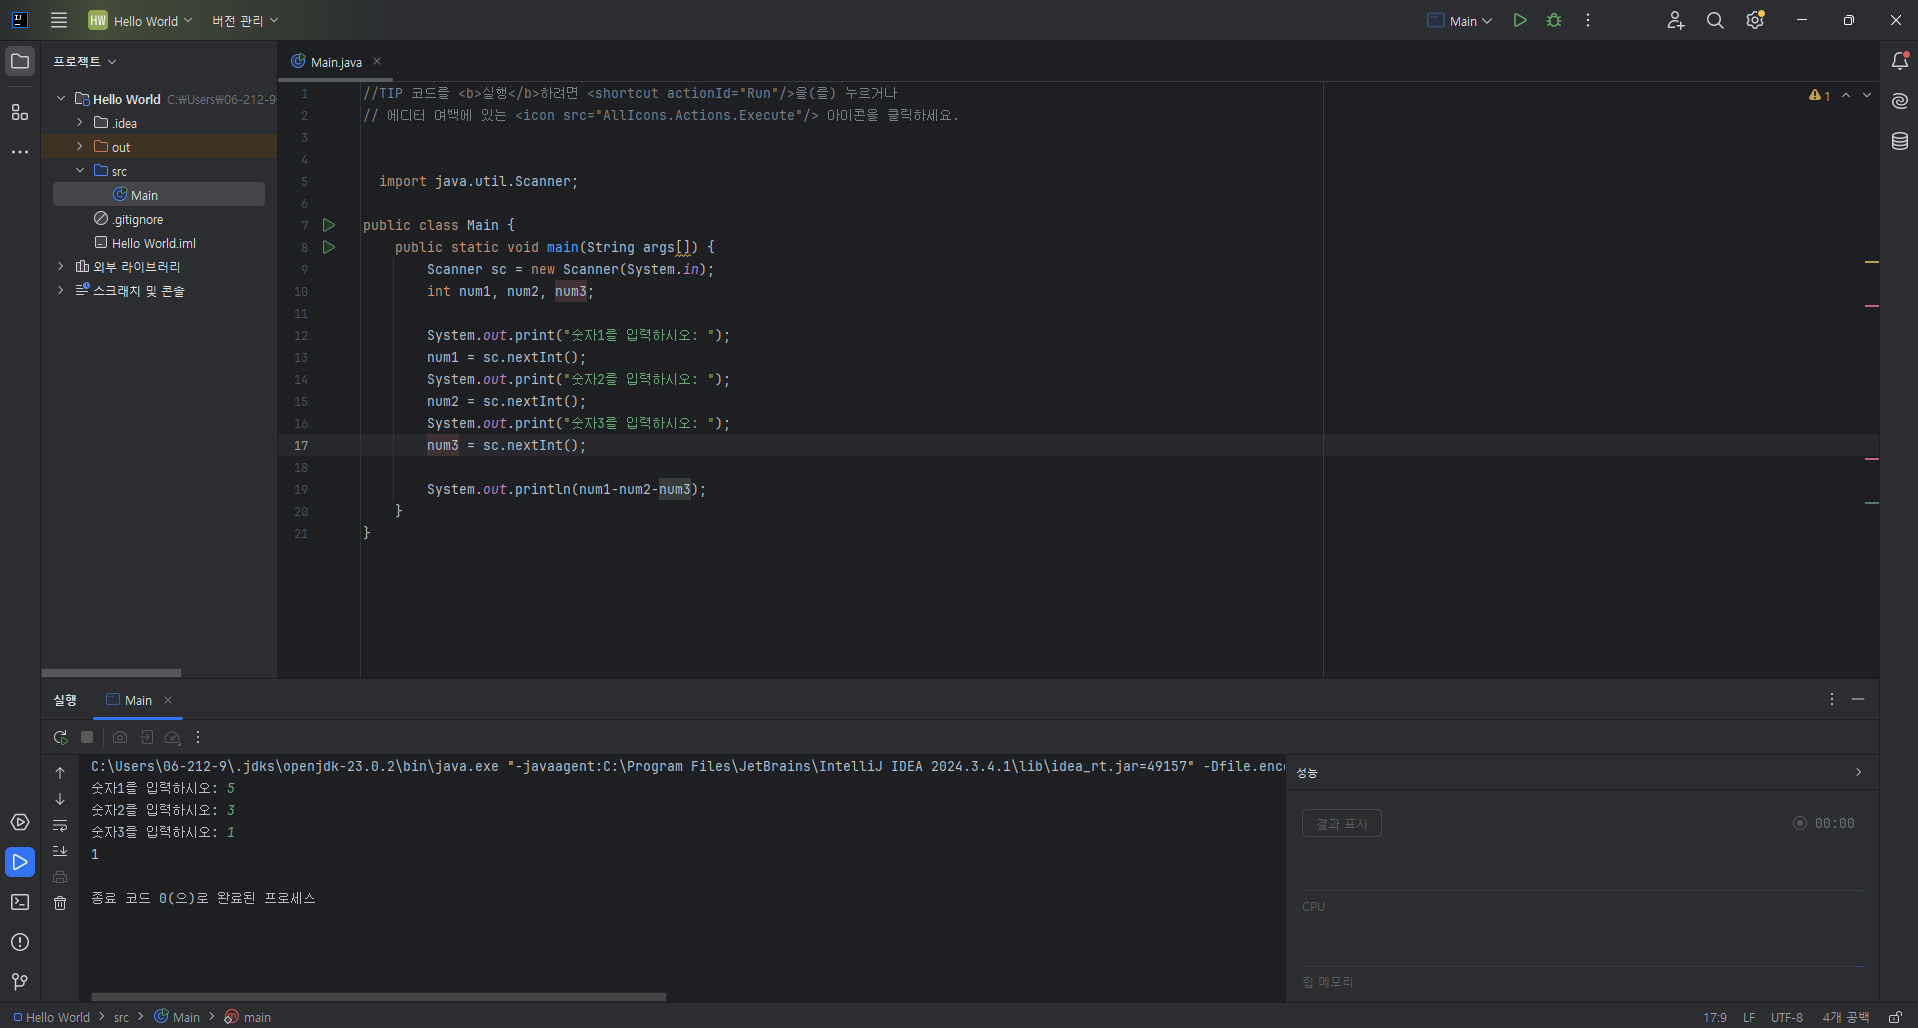 HW Hello World 버전 관리 Main
프로젝트
Main.java
Hello World C:\Users\06-212-9
.idea
out
src
Main
.gitignore
Hello World.iml
외부 라이브러리
스크래치 및 콘솔
1 //TIP 코드를 <b>실행</b>하려면 <shortcut actionId="Run"/>을(를) 누르거나
2 // 에디터 여백에 있는 <icon src="AllIcons.Actions.Execute"/> 아이콘을 클릭하세요.
3
4
5 import java.util.Scanner;
6
7 public class Main {
8 public static void main(String args[]) {
9 Scanner sc = new Scanner(System.in);
10 int num1, num2, num3;
11
12 System.out.print("숫자1를 입력하시오: ");
13 num1 = sc.nextInt();
14 System.out.print("숫자2를 입력하시오: ");
15 num2 = sc.nextInt();
16 System.out.print("숫자3를 입력하시오: ");
17 num3 = sc.nextInt();
18
19 System.out.println(num1-num2-num3);
20 }
21 }
1
실행 Main
C:\Users\06-212-9\.jdks\openjdk-23.0.2\bin\java.exe "-javaagent:C:\Program Files\JetBrains\IntelliJ IDEA 2024.3.4.1\lib\idea_rt.jar=49157" -Dfile.enc
숫자1를 입력하시오: 5
숫자2를 입력하시오: 3
숫자3를 입력하시오: 1
1
종료 코드 0(으)로 완료된 프로세스
성능
결과 표시 00:00
CPU
힙 메모리
Hello World src Main main 17:9 LF UTF-8 4개 공백